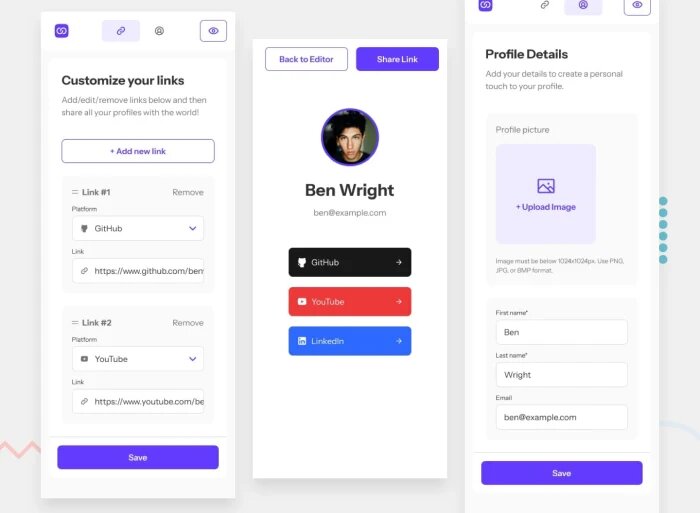 Customize your links
Add/edit/remove links below and then
share all your profiles with the world!
+ Add new link
Link #1
Remove
Platform
GitHub
Link
https://www.github.com/ben
Link #2
Remove
Platform
YouTube
Link
https://www.youtube.com/be
Save
Back to Editor
Share Link
Ben Wright
ben@example.com
GitHub
YouTube
LinkedIn
Profile Details
Add your details to create a personal
touch to your profile.
Profile picture
+ Upload Image
Image must be below 1024x1024px. Use PNG,
JPG, or BMP format.
First name*
Ben
Last name*
Wright
Email
ben@example.com
Save